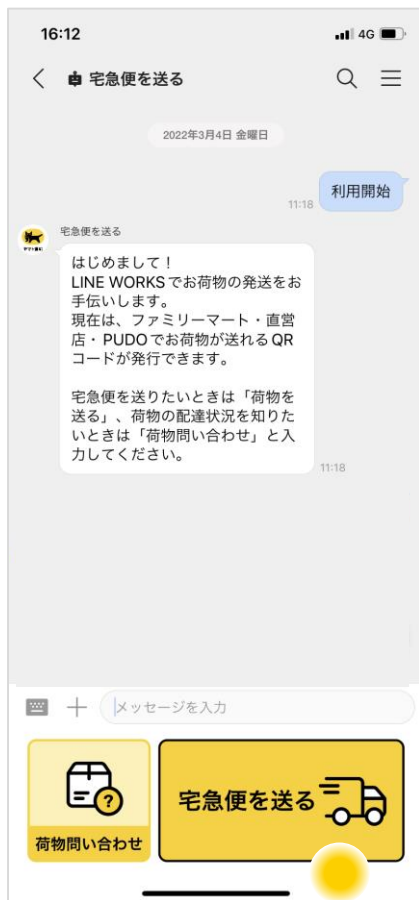 16:12
4G
宅急便を送る
2022年3月4日 金曜日
利用開始
11:18
宅急便を送る
はじめまして！
LINE WORKSでお荷物の発送をお
手伝いします。
現在は、ファミリーマート・直営
店・PUDOでお荷物が送れるQR
コードが発行できます。
宅急便を送りたいときは「荷物を
送る」、荷物の配達状況を知りた
いときは「荷物問い合わせ」と入
力してください。
11:18
メッセージを入力
荷物問い合わせ
宅急便を送る